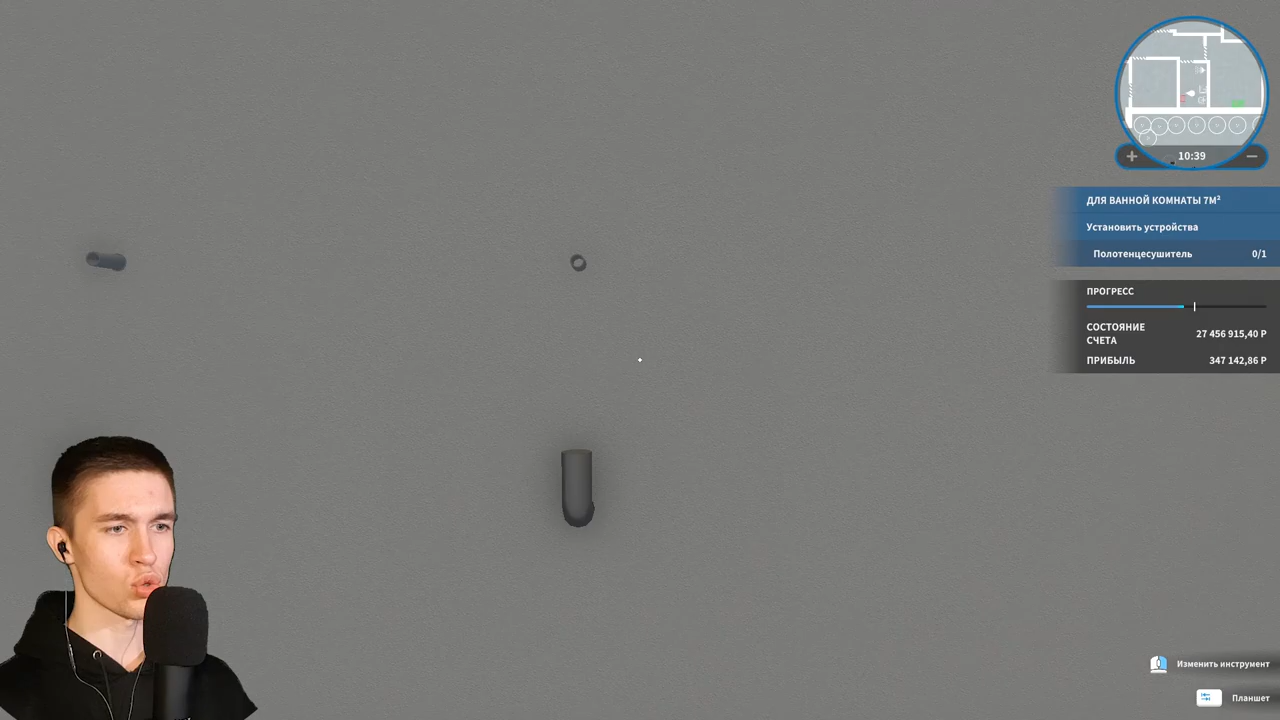 10:39
ДЛЯ ВАННОЙ КОМНАТЫ 7М²
Установить устройства
Полотенцесушитель 0/1
ПРОГРЕСС
СОСТОЯНИЕ
СЧЕТА 27 456 915,40 Р
ПРИБЫЛЬ 347 142,86 Р
Изменить инструмент
Планшет